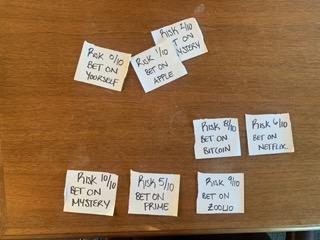 Risk 0/10
BET ON
YOURSELF
Risk 1/10
BET ON
APPLE
Risk 2/10
BET ON
MYSTERY
Risk 8/10
BET ON
BITCOIN
Risk 6/10
BET ON
NETFLIX
Risk 10/10
BET ON
MYSTERY
Risk 5/10
BET ON
PRIME
Risk 9/10
BET ON